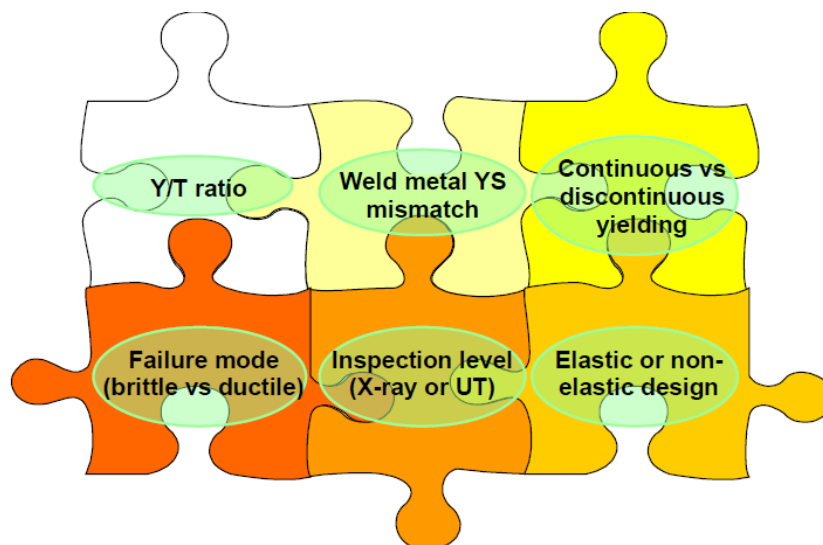 Y/T ratio
Weld metal YS
mismatch
Continuous vs
discontinuous
yielding
Failure mode
(brittle vs ductile)
Inspection level
(X-ray or UT)
Elastic or non-
elastic design